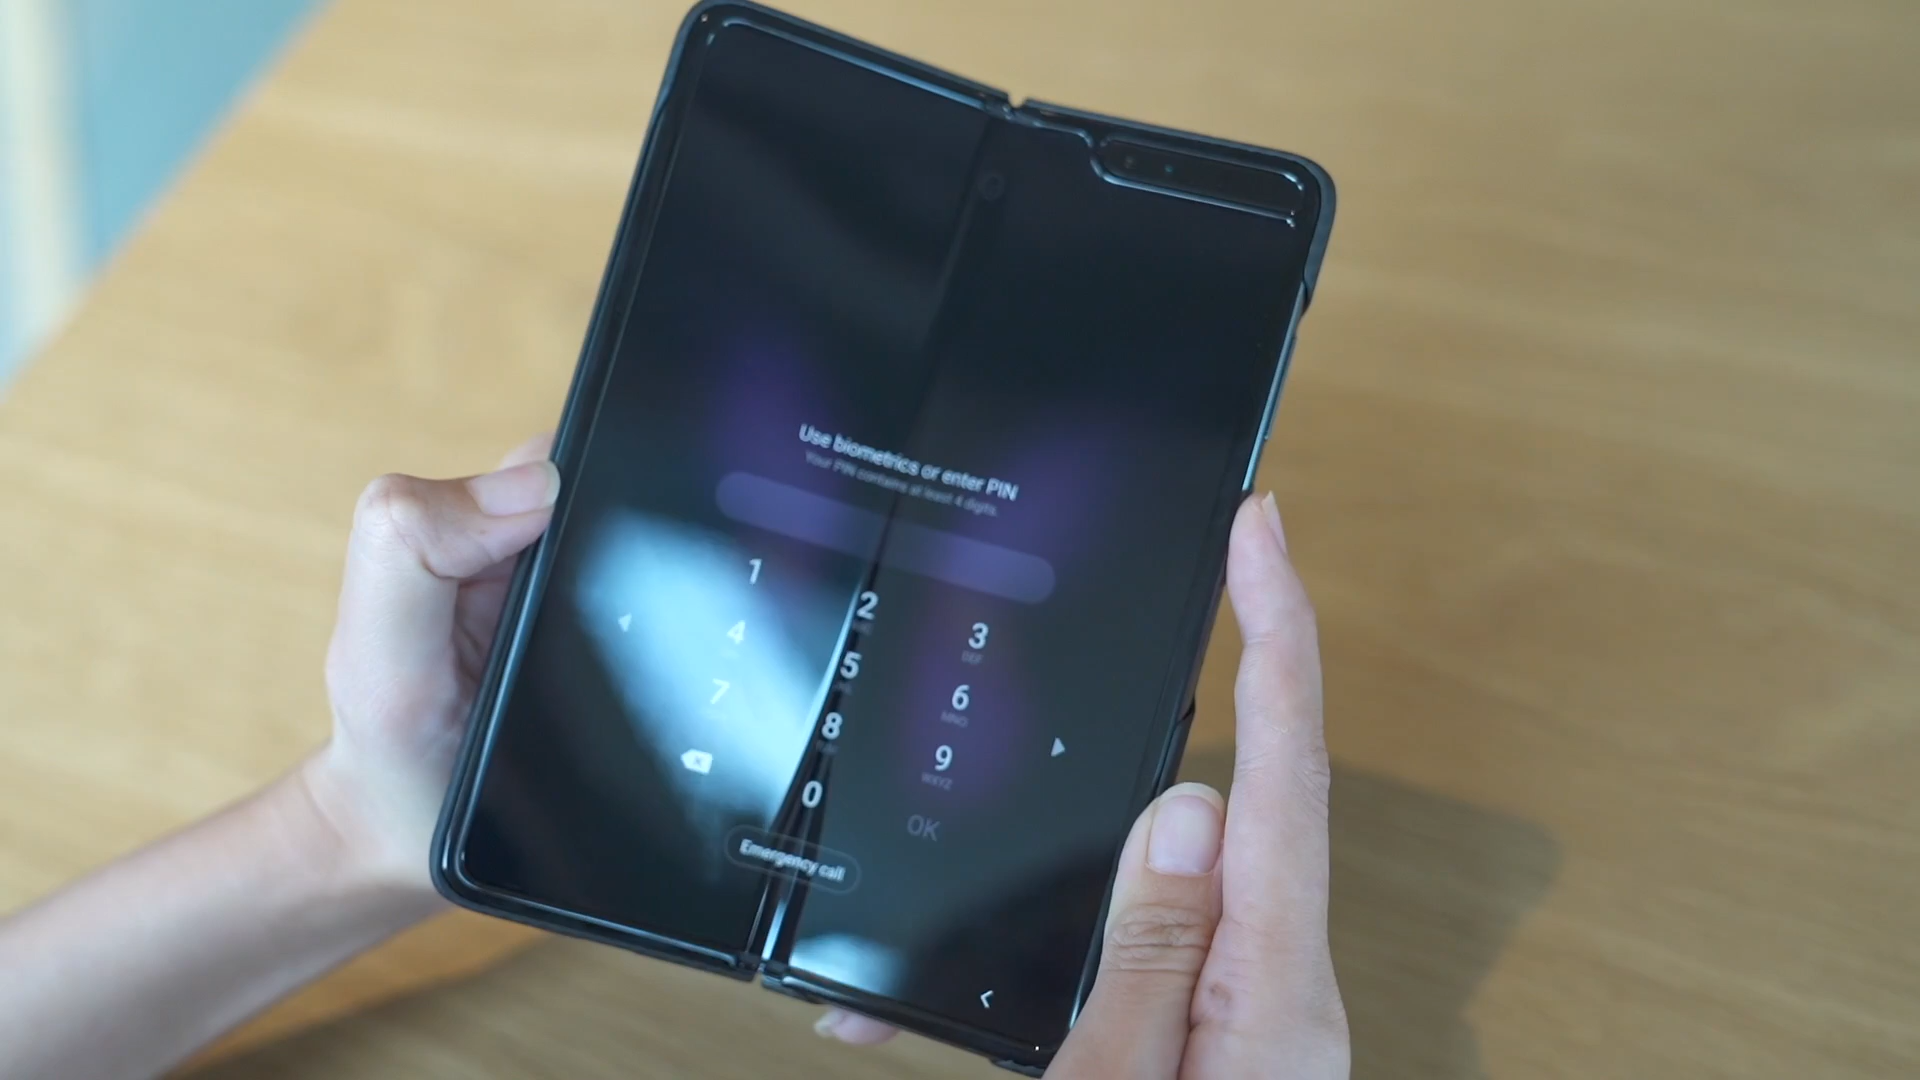 Use biometrics or enter PIN
Your PIN contains at least 4 digits.
1
2
3
DEF
4
5
6
MNO
7
8
9
WXYZ
0
OK
Emergency call